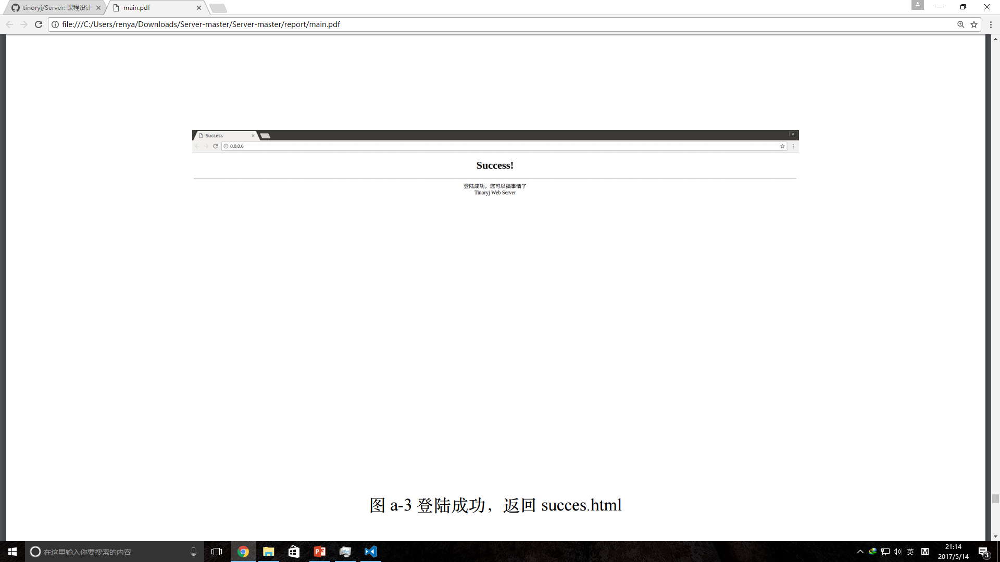 tinoryj/Server: 课程设计
main.pdf
file:///C:/Users/renya/Downloads/Server-master/Server-master/report/main.pdf
Success
0.0.0.0
Success!
登陆成功，您可以搞事情了
Tinoryj Web Server
图 a-3 登陆成功，返回 succes.html
在这里输入你要搜索的内容
英
M
21:14
2017/5/14
3